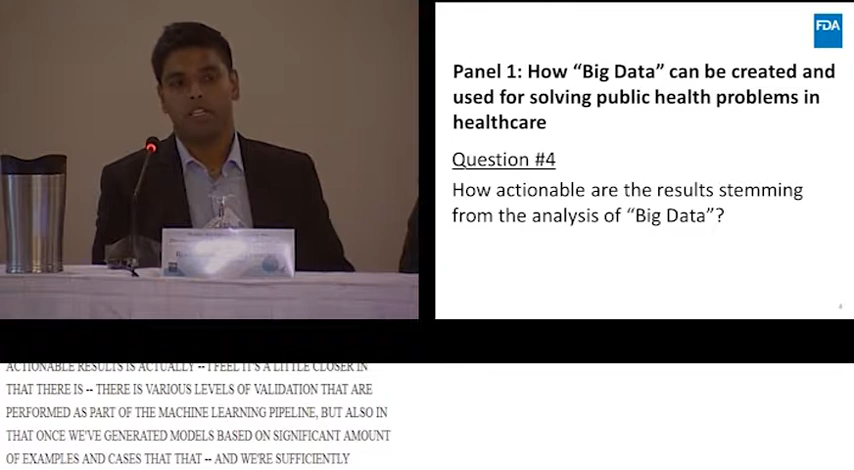 FDA
Panel 1: How “Big Data” can be created and
used for solving public health problems in
healthcare
Question #4
How actionable are the results stemming
from the analysis of “Big Data”?
4
ACTIONABLE RESULTS IS ACTUALLY -- I FEEL IT'S A LITTLE CLOSER IN
THAT THERE IS -- THERE IS VARIOUS LEVELS OF VALIDATION THAT ARE
PERFORMED AS PART OF THE MACHINE LEARNING PIPELINE, BUT ALSO IN
THAT ONCE WE'VE GENERATED MODELS BASED ON SIGNIFICANT AMOUNT
OF EXAMPLES AND CASES THAT THAT -- AND WE'RE SUFFICIENTLY